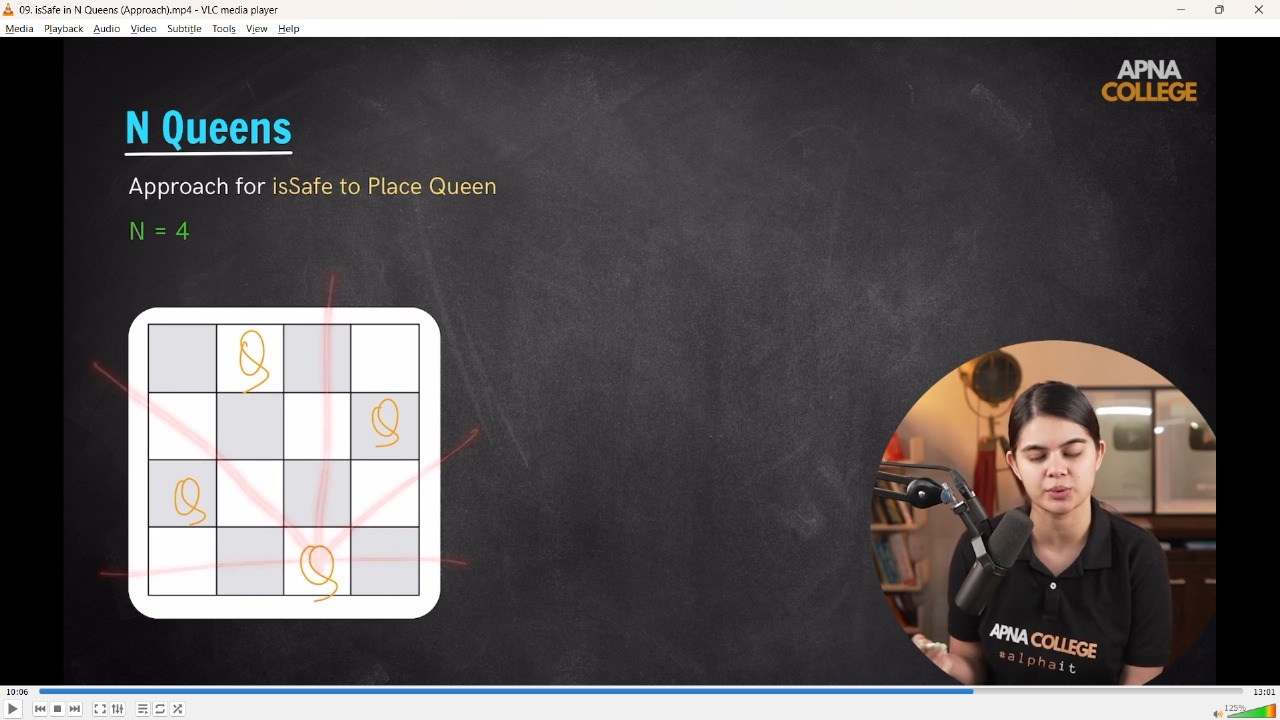 09. isSafe in N Queens (Approach).mp4 - VLC media player
Media Playback Audio Video Subtitle Tools View Help
APNA
COLLEGE
N Queens
Approach for isSafe to Place Queen
N = 4
Q
Q
Q
Q
APNA COLLEGE
#alphait
10:06
13:01
125%